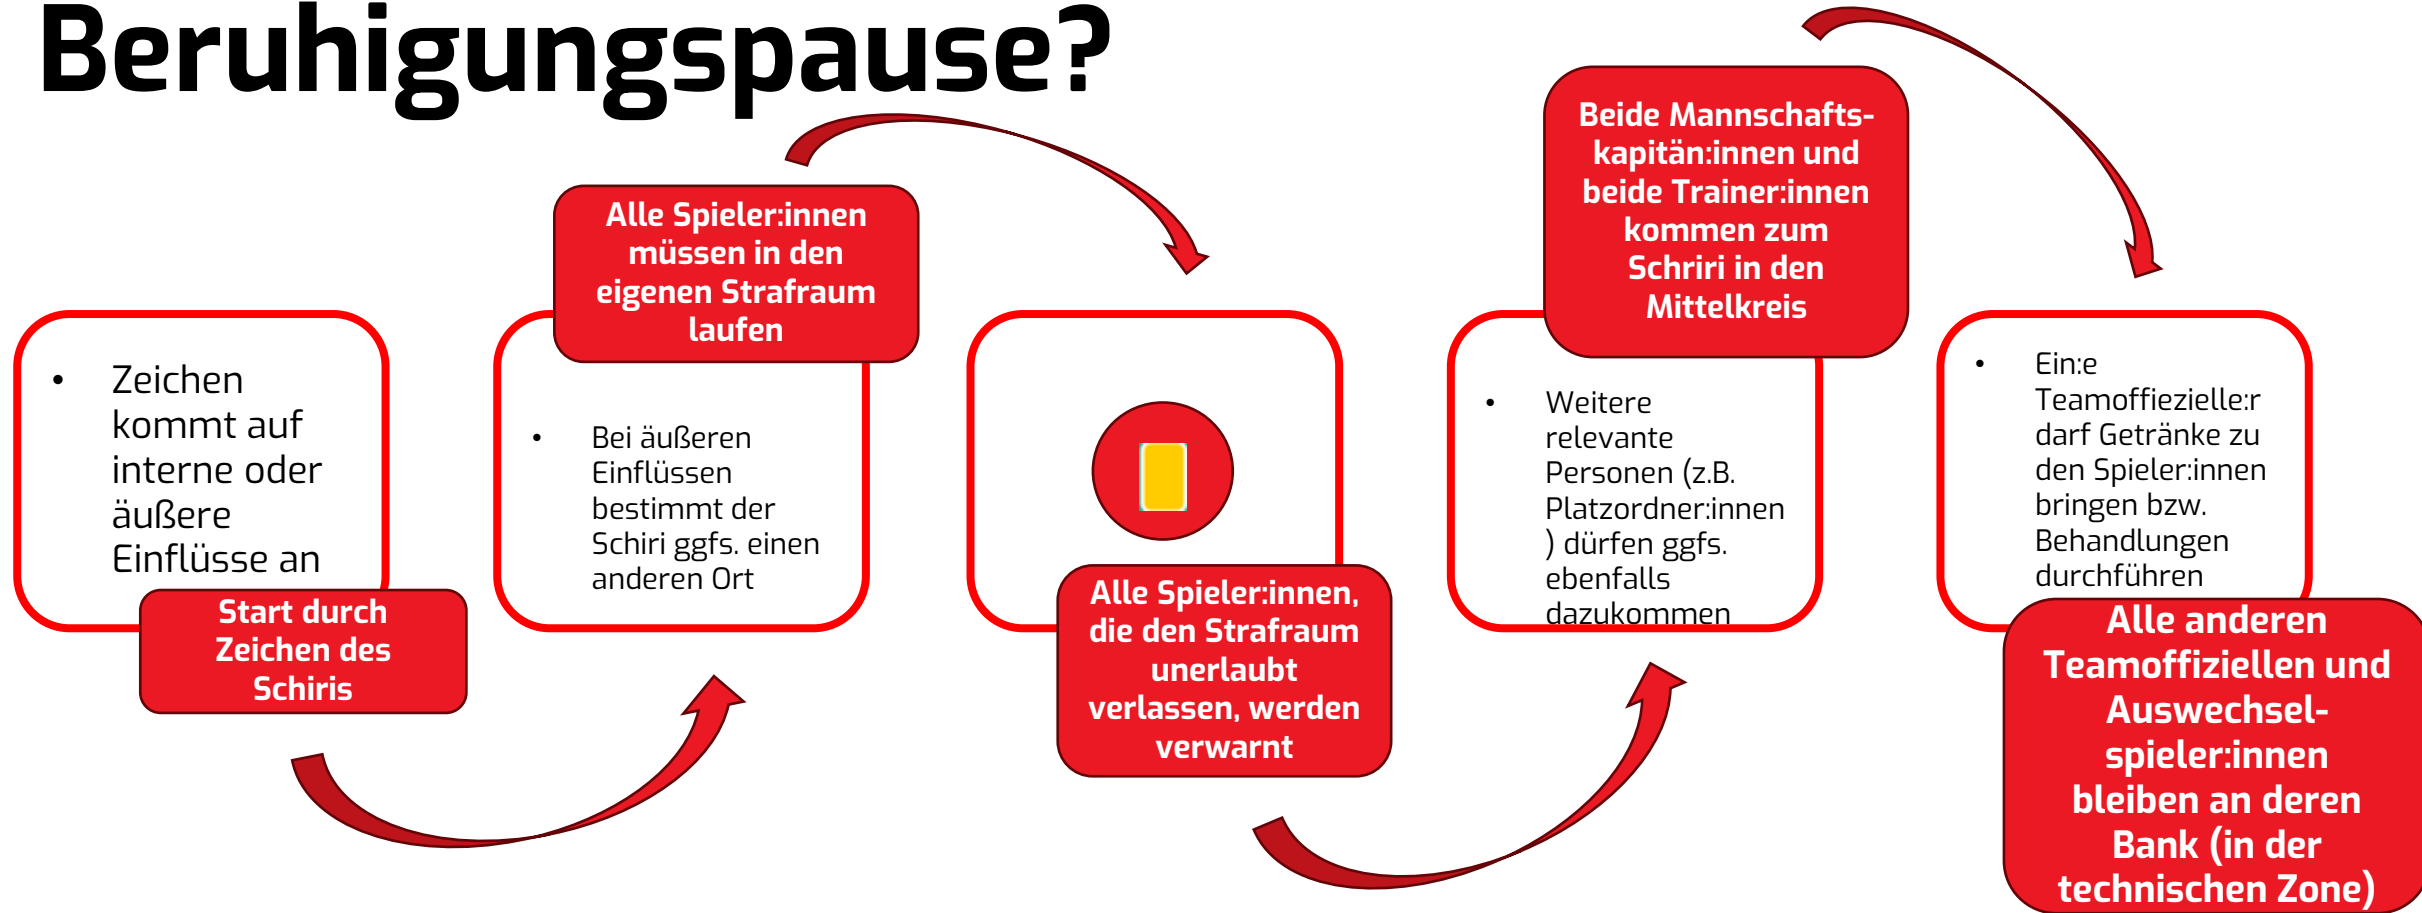 Beruhigungspause?
• Zeichen
kommt auf
interne oder
äußere
Einflüsse an
Start durch
Zeichen des
Schiris
Alle Spieler:innen
müssen in den
eigenen Strafraum
laufen
• Bei äußeren
Einflüssen
bestimmt der
Schiri ggfs. einen
anderen Ort
Alle Spieler:innen,
die den Strafraum
unerlaubt
verlassen, werden
verwarnt
Beide Mannschafts-
kapitän:innen und
beide Trainer:innen
kommen zum
Schriri in den
Mittelkreis
• Weitere
relevante
Personen (z.B.
Platzordner:innen
) dürfen ggfs.
ebenfalls
dazukommen
• Ein:e
Teamoffiezielle:r
darf Getränke zu
den Spieler:innen
bringen bzw.
Behandlungen
durchführen
Alle anderen
Teamoffiziellen und
Auswechsel-
spieler:innen
bleiben an deren
Bank (in der
technischen Zone)